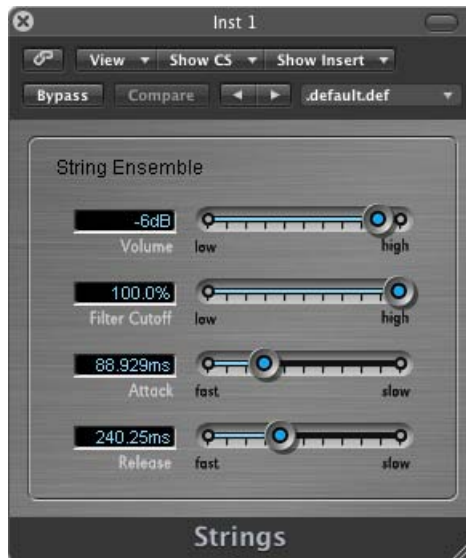 Inst 1
View Show CS Show Insert
Bypass Compare .default.def
String Ensemble
-6dB
Volume low high
100.0%
Filter Cutoff low high
88.929ms
Attack fast slow
240.25ms
Release fast slow
Strings